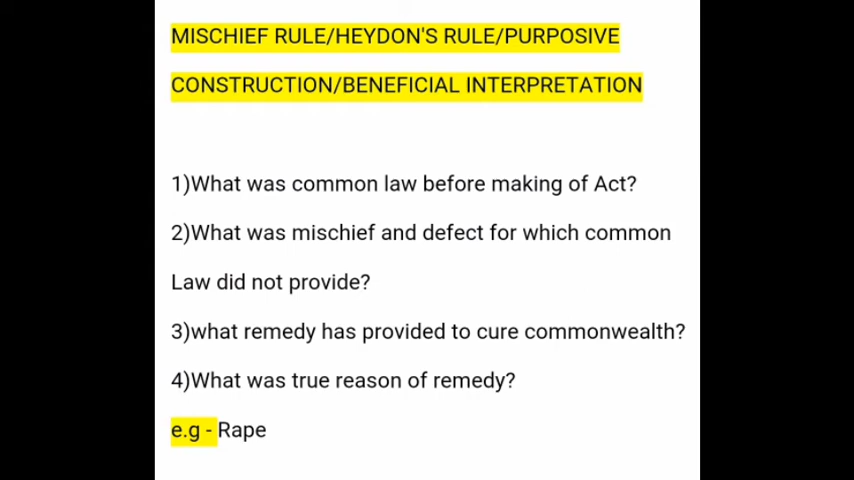 MISCHIEF RULE/HEYDON'S RULE/PURPOSIVE
CONSTRUCTION/BENEFICIAL INTERPRETATION
1)What was common law before making of Act?
2)What was mischief and defect for which common
Law did not provide?
3)what remedy has provided to cure commonwealth?
4)What was true reason of remedy?
e.g - Rape